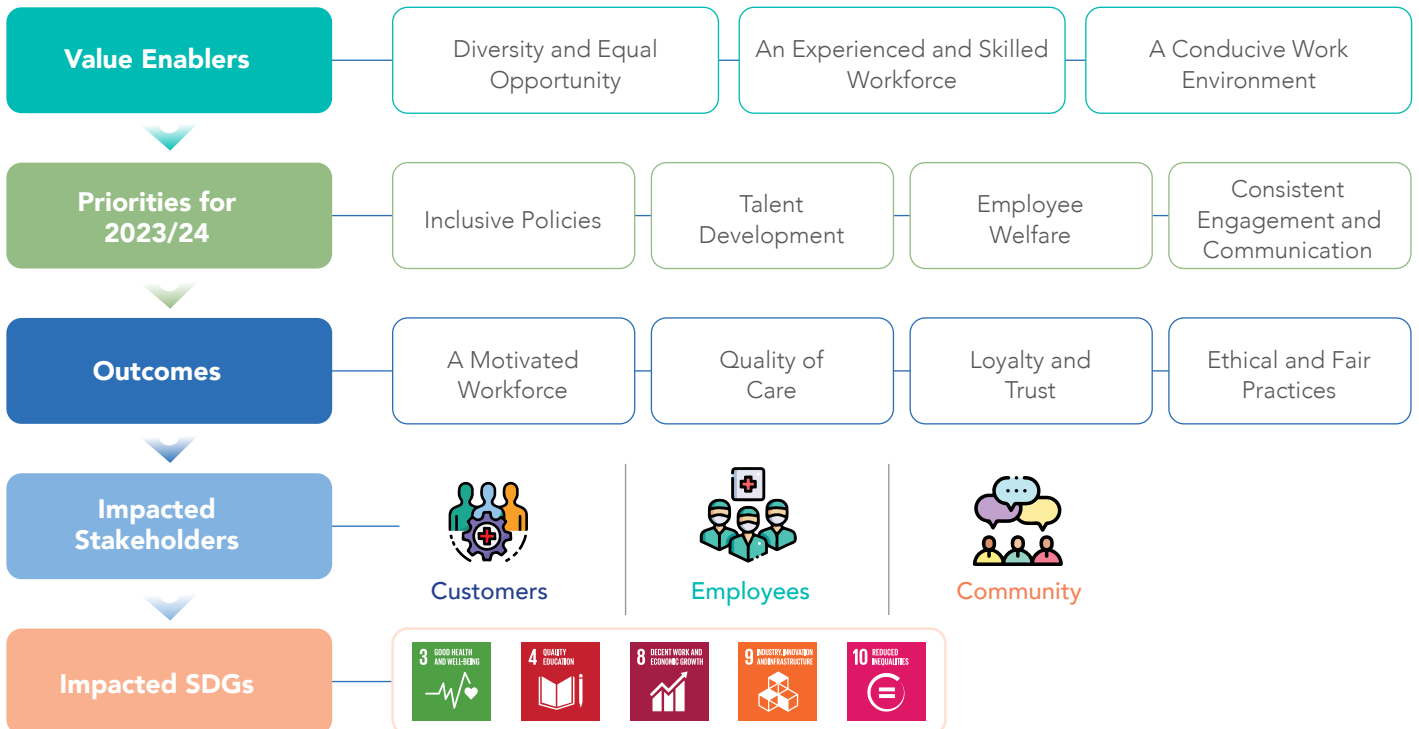 Value Enablers
Diversity and Equal
Opportunity
An Experienced and Skilled
Workforce
A Conducive Work
Environment
Priorities for
2023/24
Inclusive Policies
Talent
Development
Employee
Welfare
Consistent
Engagement and
Communication
Outcomes
A Motivated
Workforce
Quality of
Care
Loyalty and
Trust
Ethical and Fair
Practices
Impacted
Stakeholders
Customers
Employees
Community
Impacted SDGs
3 GOOD HEALTH
AND WELL-BEING
4 QUALITY
EDUCATION
8 DECENT WORK AND
ECONOMIC GROWTH
9 INDUSTRY, INNOVATION
AND INFRASTRUCTURE
10 REDUCED
INEQUALITIES